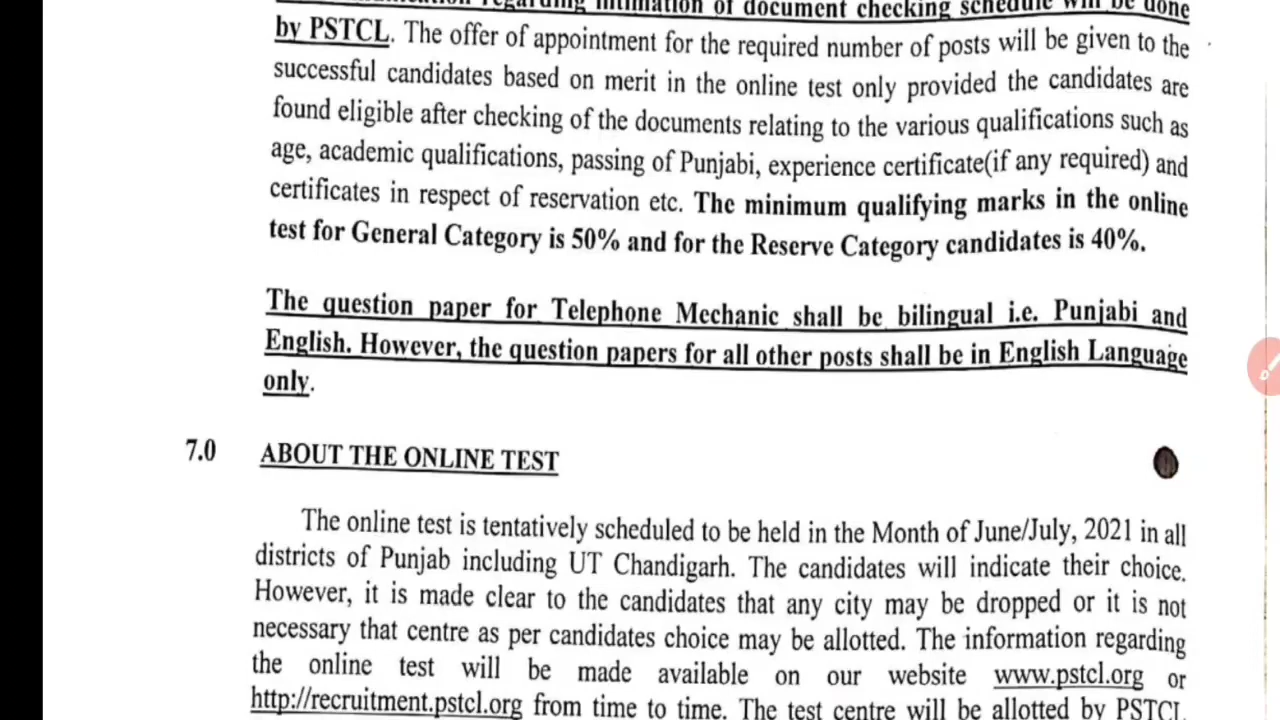 regarding intimation of document checking schedule will be done
by PSTCL. The offer of appointment for the required number of posts will be given to the
successful candidates based on merit in the online test only provided the candidates are
found eligible after checking of the documents relating to the various qualifications such as
age, academic qualifications, passing of Punjabi, experience certificate(if any required) and
certificates in respect of reservation etc. The minimum qualifying marks in the online
test for General Category is 50% and for the Reserve Category candidates is 40%.
The question paper for Telephone Mechanic shall be bilingual i.e. Punjabi and
English. However, the question papers for all other posts shall be in English Language
only.
7.0 ABOUT THE ONLINE TEST
The online test is tentatively scheduled to be held in the Month of June/July, 2021 in all
districts of Punjab including UT Chandigarh. The candidates will indicate their choice.
However, it is made clear to the candidates that any city may be dropped or it is not
necessary that centre as per candidates choice may be allotted. The information regarding
the online test will be made available on our website www.pstcl.org or
http://recruitment.pstcl.org from time to time. The test centre will be allotted by PSTCL